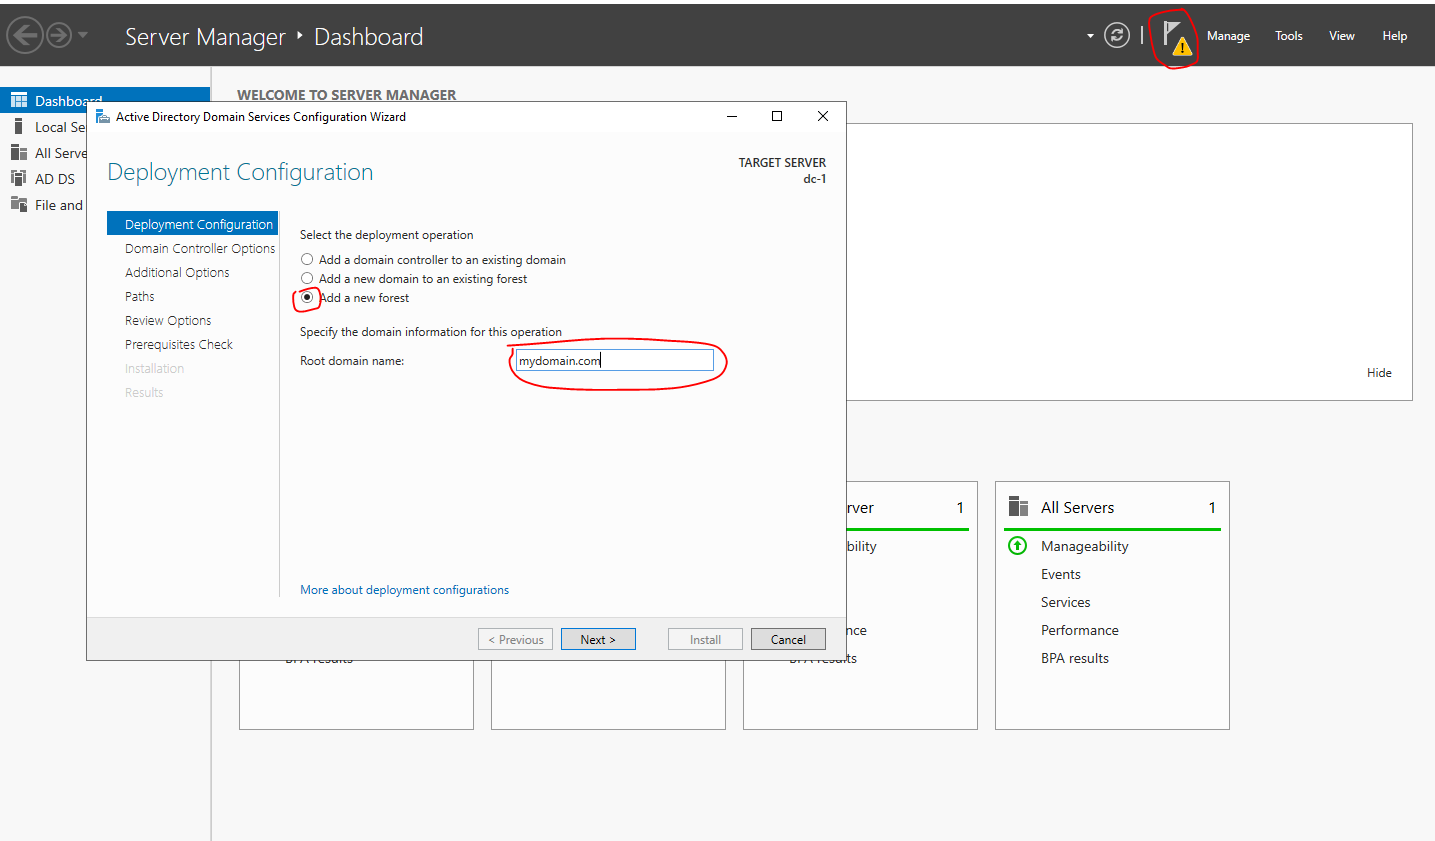 Server Manager ‣ Dashboard
Manage Tools View Help
Dashboard
Local Se
All Serve
AD DS
File and
WELCOME TO SERVER MANAGER
Active Directory Domain Services Configuration Wizard
Deployment Configuration
TARGET SERVER
dc-1
Deployment Configuration
Domain Controller Options
Additional Options
Paths
Review Options
Prerequisites Check
Installation
Results
Select the deployment operation
Add a domain controller to an existing domain
Add a new domain to an existing forest
Add a new forest
Specify the domain information for this operation
Root domain name: mydomain.com
More about deployment configurations
< Previous Next > Install Cancel
Hide
BPA results
rver 1
bility
nce
BPA results
All Servers 1
Manageability
Events
Services
Performance
BPA results